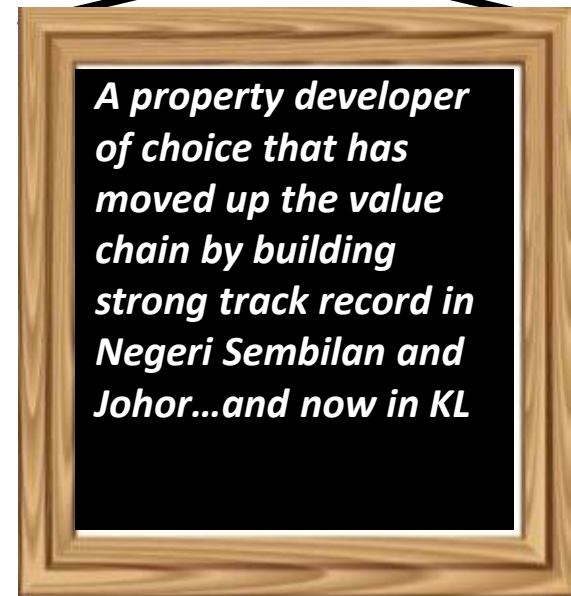 A property developer
of choice that has
moved up the value
chain by building
strong track record in
Negeri Sembilan and
Johor…and now in KL